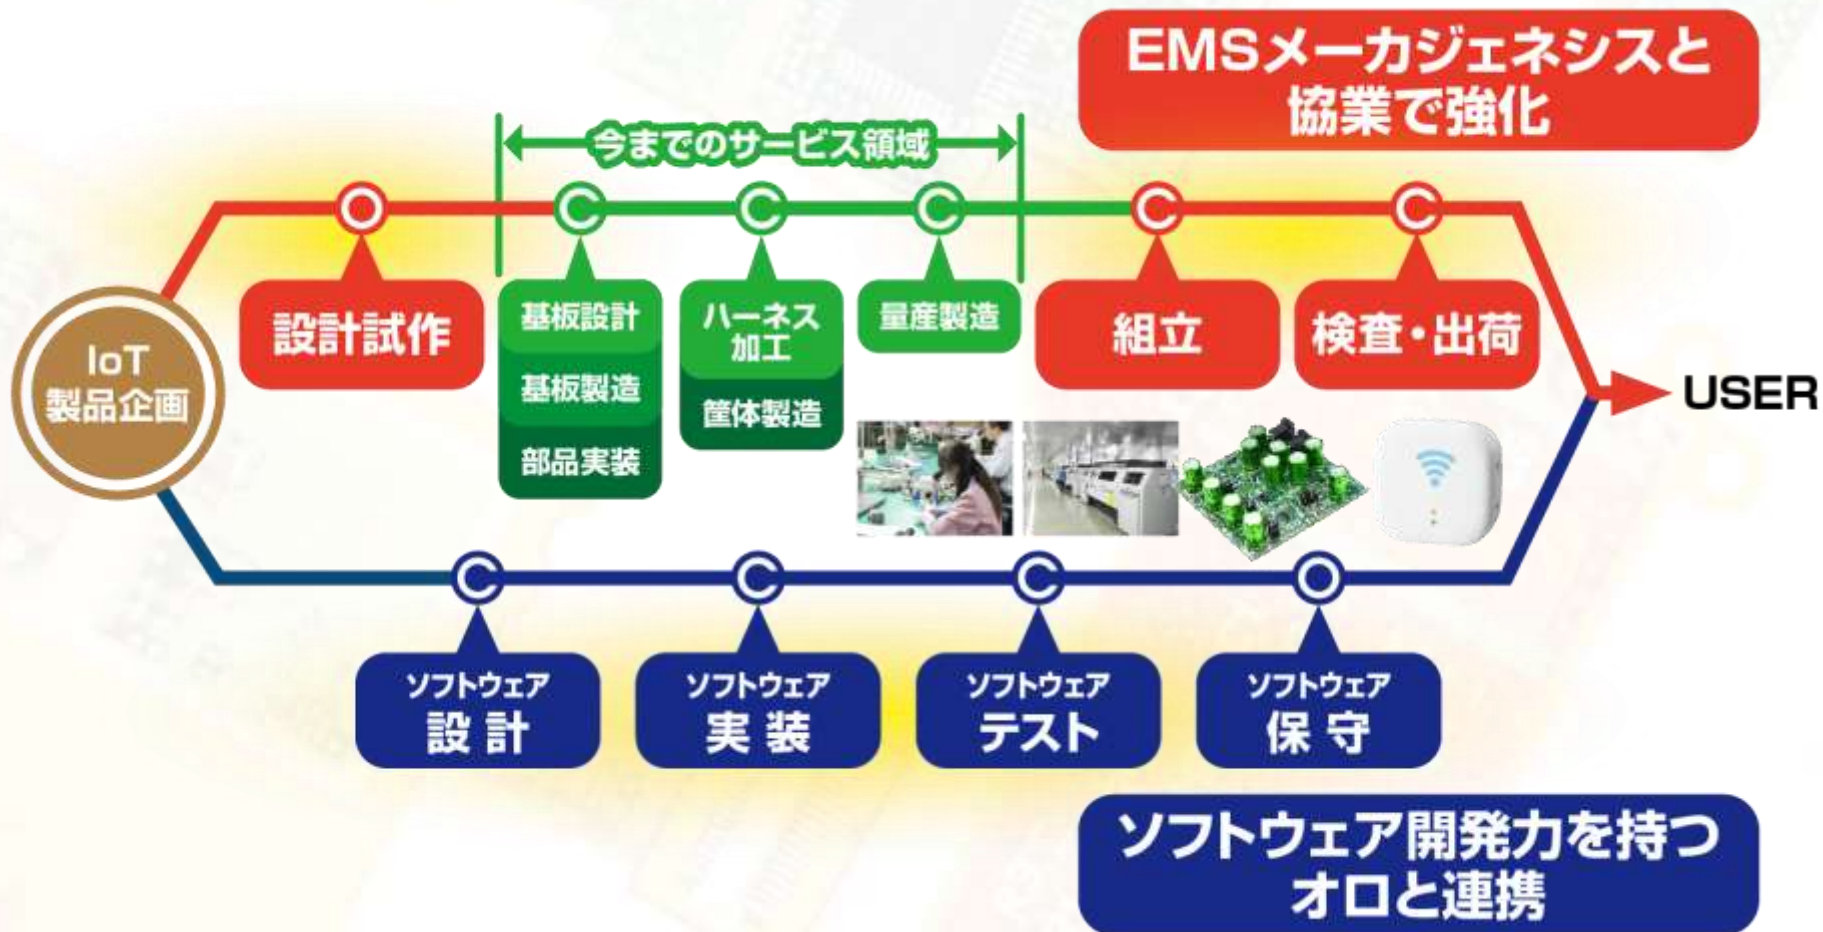 EMSメーカジェネシスと
協業で強化
今までのサービス領域
設計試作
基板設計
基板製造
部品実装
ハーネス
加工
筐体製造
量産製造
組立
検査・出荷
IoT
製品企画
USER
ソフトウェア
設計
ソフトウェア
実装
ソフトウェア
テスト
ソフトウェア
保守
ソフトウェア開発力を持つ
オロと連携